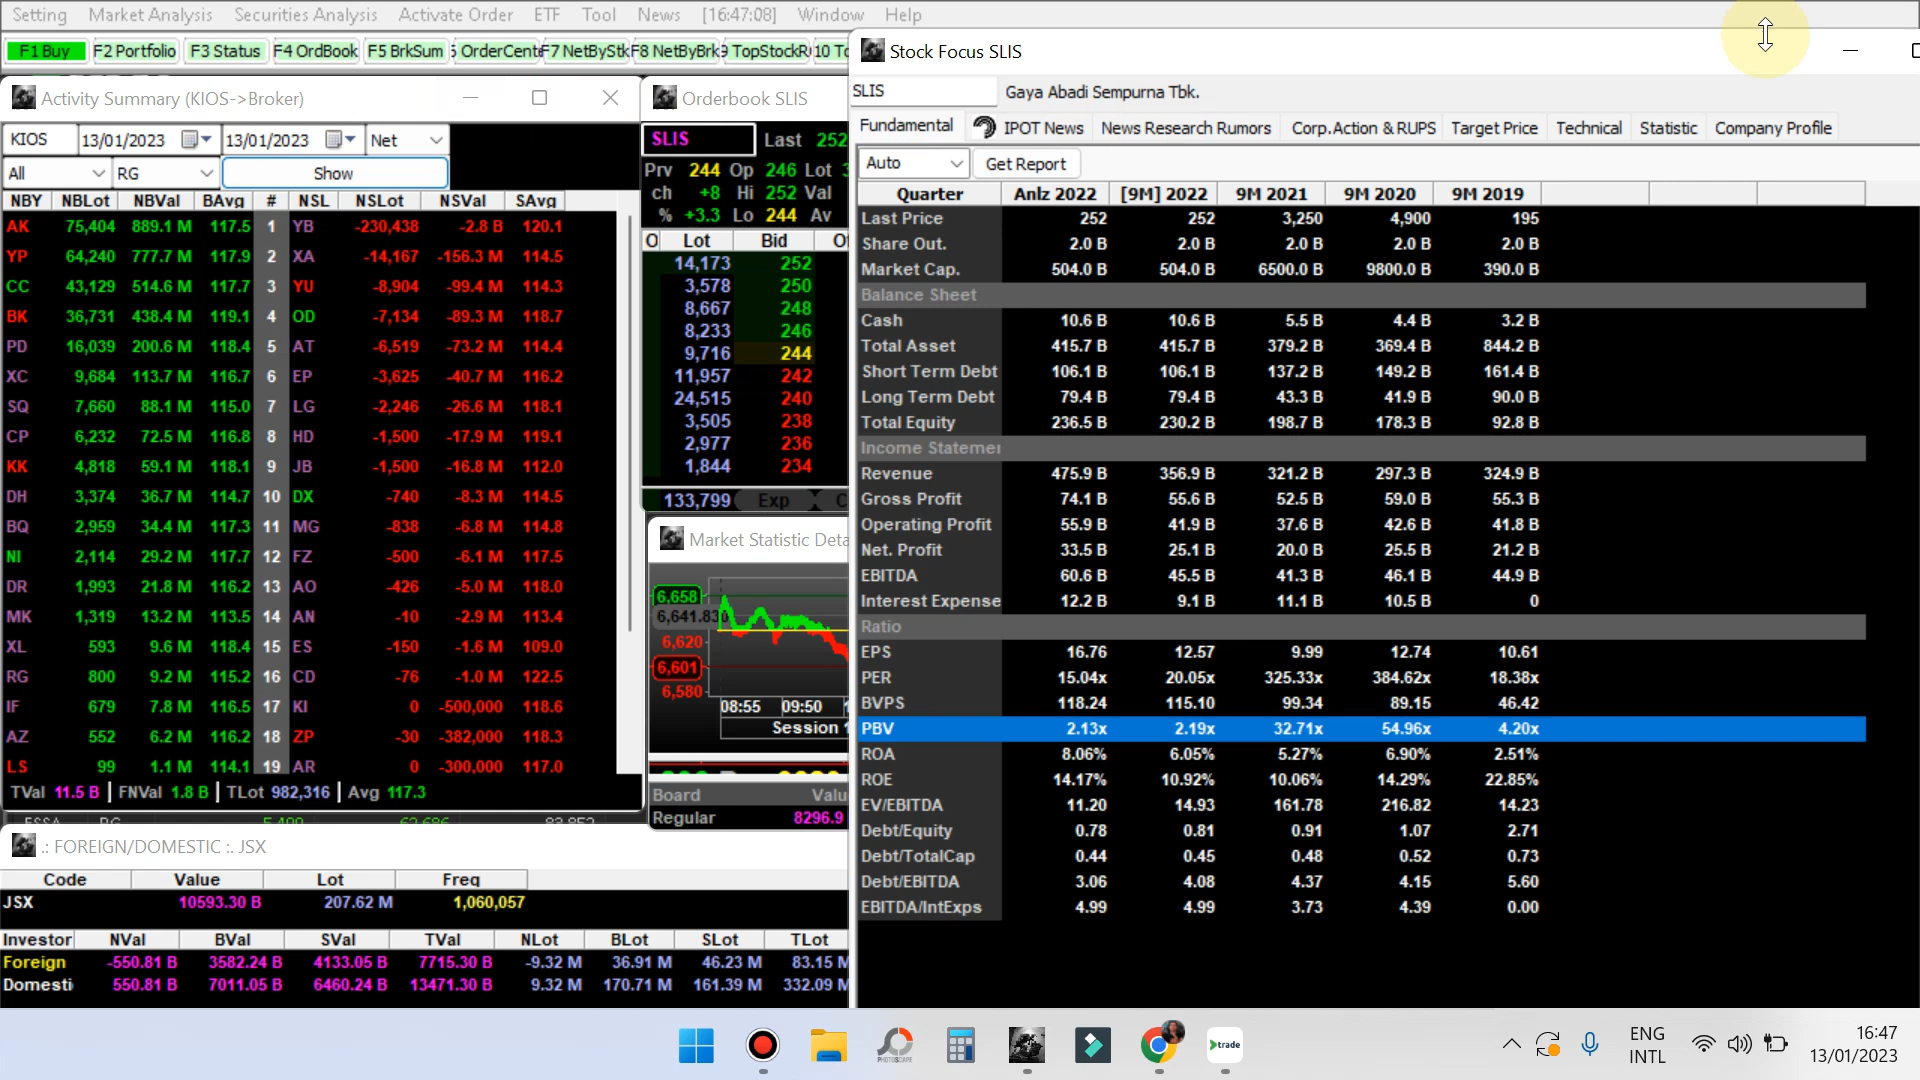 Setting Market Analysis Securities Analysis Activate Order ETF Tool News [16:47:08] Window Help
F1 Buy F2 Portfolio F3 Status F4 OrdBook F5 BrkSum OrderCent F7 NetByStk F8 NetByBrk TopStockR
Activity Summary (KIOS->Broker)
KIOS 13/01/2023 13/01/2023 Net
All RG Show
NBY NBLot NBVal BAvg # NSL NSLot NSVal SAvg
AK 75,404 889.1 M 117.5 1 YB -230,438 -2.8 B 120.1
YP 64,240 777.7 M 117.9 2 XA -14,167 -156.3 M 114.5
CC 43,129 514.6 M 117.7 3 YU -8,904 -99.4 M 114.3
BK 36,731 438.4 M 119.1 4 OD -7,134 -89.3 M 118.7
PD 16,039 200.6 M 118.4 5 AT -6,519 -73.2 M 114.4
XC 9,684 113.7 M 116.7 6 EP -3,625 -40.7 M 116.2
SQ 7,660 88.1 M 115.0 7 LG -2,246 -26.6 M 118.1
CP 6,232 72.5 M 116.8 8 HD -1,500 -17.9 M 119.1
KK 4,818 59.1 M 118.1 9 JB -1,500 -16.8 M 112.0
DH 3,374 36.7 M 114.7 10 DX -740 -8.3 M 114.5
BQ 2,959 34.4 M 117.3 11 MG -838 -6.8 M 114.8
NI 2,114 29.2 M 117.7 12 FZ -500 -6.1 M 117.5
DR 1,993 21.8 M 116.2 13 AO -426 -5.0 M 118.0
MK 1,319 13.2 M 113.5 14 AN -10 -2.9 M 113.4
XL 593 9.6 M 118.4 15 ES -150 -1.6 M 109.0
RG 800 9.2 M 115.2 16 CD -76 -1.0 M 122.5
IF 679 7.8 M 116.5 17 KI 0 -500,000 118.6
AZ 552 6.2 M 116.2 18 ZP -30 -382,000 118.3
LS 99 1.1 M 114.1 19 AR 0 -300,000 117.0
TVal 11.5 B | FNVal 1.8 B | TLot 982,316 | Avg 117.3
Orderbook SLIS
SLIS Last 252
Prv 244 Op 246 Lot
ch +8 Hi 252 Val
% +3.3 Lo 244 Av
O Lot Bid
14,173 252
3,578 250
8,667 248
8,233 246
9,716 244
11,957 242
24,515 240
3,505 238
2,977 236
1,844 234
133,799 Exp
Market Statistic Deta
6,658
6,641.83
6,620
6,601
6,580
08:55 09:50
Session
Board Valu
Regular 8296.9
.: FOREIGN/DOMESTIC :. JSX
Code Value Lot Freq
JSX 10593.30 B 207.62 M 1,060,057
Investor NVal BVal SVal TVal NLot BLot SLot TLot
Foreign -550.81 B 3582.24 B 4133.05 B 7715.30 B -9.32 M 36.91 M 46.23 M 83.15 M
Domesti 550.81 B 7011.05 B 6460.24 B 13471.30 B 9.32 M 170.71 M 161.39 M 332.09 M
Stock Focus SLIS
SLIS Gaya Abadi Sempurna Tbk.
Fundamental IPOT News News Research Rumors Corp.Action & RUPS Target Price Technical Statistic Company Profile
Auto Get Report
Quarter Anlz 2022 [9M] 2022 9M 2021 9M 2020 9M 2019
Last Price 252 252 3,250 4,900 195
Share Out. 2.0 B 2.0 B 2.0 B 2.0 B 2.0 B
Market Cap. 504.0 B 504.0 B 6500.0 B 9800.0 B 390.0 B
Balance Sheet
Cash 10.6 B 10.6 B 5.5 B 4.4 B 3.2 B
Total Asset 415.7 B 415.7 B 379.2 B 369.4 B 844.2 B
Short Term Debt 106.1 B 106.1 B 137.2 B 149.2 B 161.4 B
Long Term Debt 79.4 B 79.4 B 43.3 B 41.9 B 90.0 B
Total Equity 236.5 B 230.2 B 198.7 B 178.3 B 92.8 B
Income Statemer
Revenue 475.9 B 356.9 B 321.2 B 297.3 B 324.9 B
Gross Profit 74.1 B 55.6 B 52.5 B 59.0 B 55.3 B
Operating Profit 55.9 B 41.9 B 37.6 B 42.6 B 41.8 B
Net. Profit 33.5 B 25.1 B 20.0 B 25.5 B 21.2 B
EBITDA 60.6 B 45.5 B 41.3 B 46.1 B 44.9 B
Interest Expense 12.2 B 9.1 B 11.1 B 10.5 B 0
Ratio
EPS 16.76 12.57 9.99 12.74 10.61
PER 15.04x 20.05x 325.33x 384.62x 18.38x
BVPS 118.24 115.10 99.34 89.15 46.42
PBV 2.13x 2.19x 32.71x 54.96x 4.20x
ROA 8.06% 6.05% 5.27% 6.90% 2.51%
ROE 14.17% 10.92% 10.06% 14.29% 22.85%
EV/EBITDA 11.20 14.93 161.78 216.82 14.23
Debt/Equity 0.78 0.81 0.91 1.07 2.71
Debt/TotalCap 0.44 0.45 0.48 0.52 0.73
Debt/EBITDA 3.06 4.08 4.37 4.15 5.60
EBITDA/IntExps 4.99 4.99 3.73 4.39 0.00
PHOTOSCAPE
trade
ENG
INTL
16:47
13/01/2023